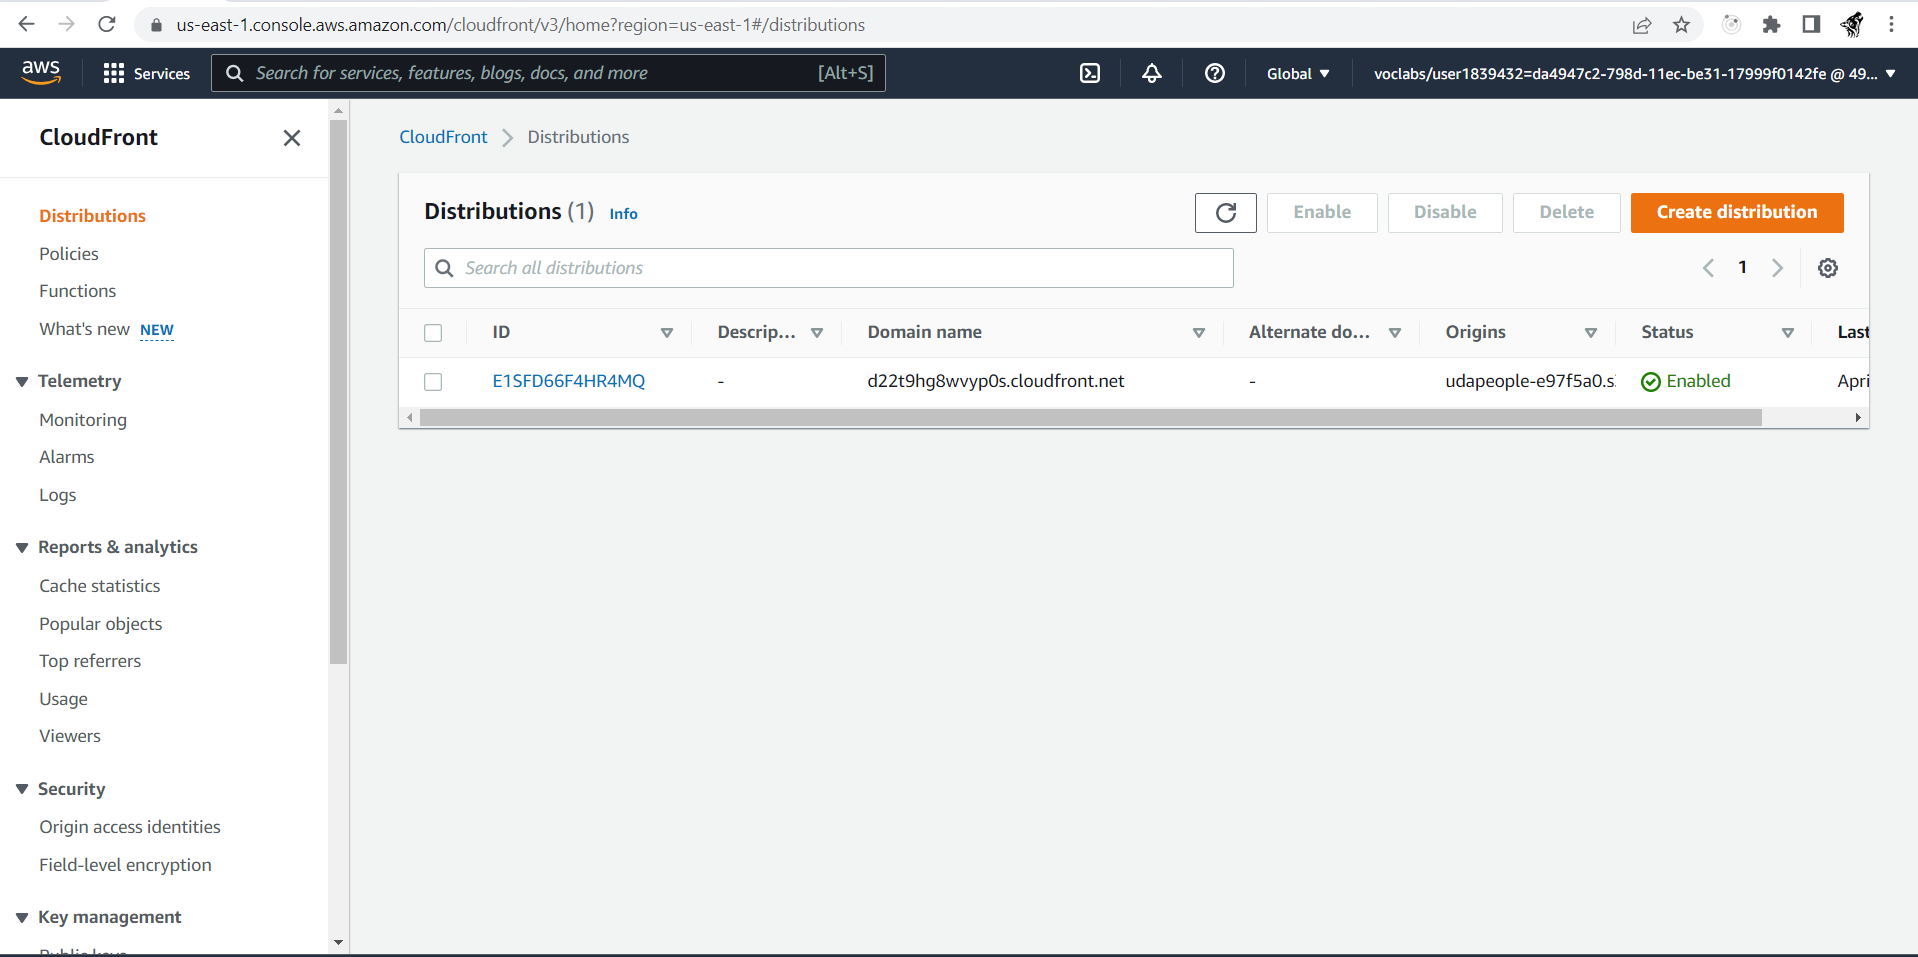 us-east-1.console.aws.amazon.com/cloudfront/v3/home?region=us-east-1#/distributions
aws
Services
Search for services, features, blogs, docs, and more
[Alt+S]
Global
voclabs/user1839432=da4947c2-798d-11ec-be31-17999f0142fe @ 49...
CloudFront
Distributions
Policies
Functions
What's new NEW
Telemetry
Monitoring
Alarms
Logs
Reports & analytics
Cache statistics
Popular objects
Top referrers
Usage
Viewers
Security
Origin access identities
Field-level encryption
Key management
Public keys
CloudFront Distributions
Distributions (1) Info
Enable
Disable
Delete
Create distribution
Search all distributions
1
ID Descrip... Domain name Alternate do... Origins Status Last
E1SFD66F4HR4MQ - d22t9hg8wvyp0s.cloudfront.net - udapeople-e97f5a0.s Enabled Apri